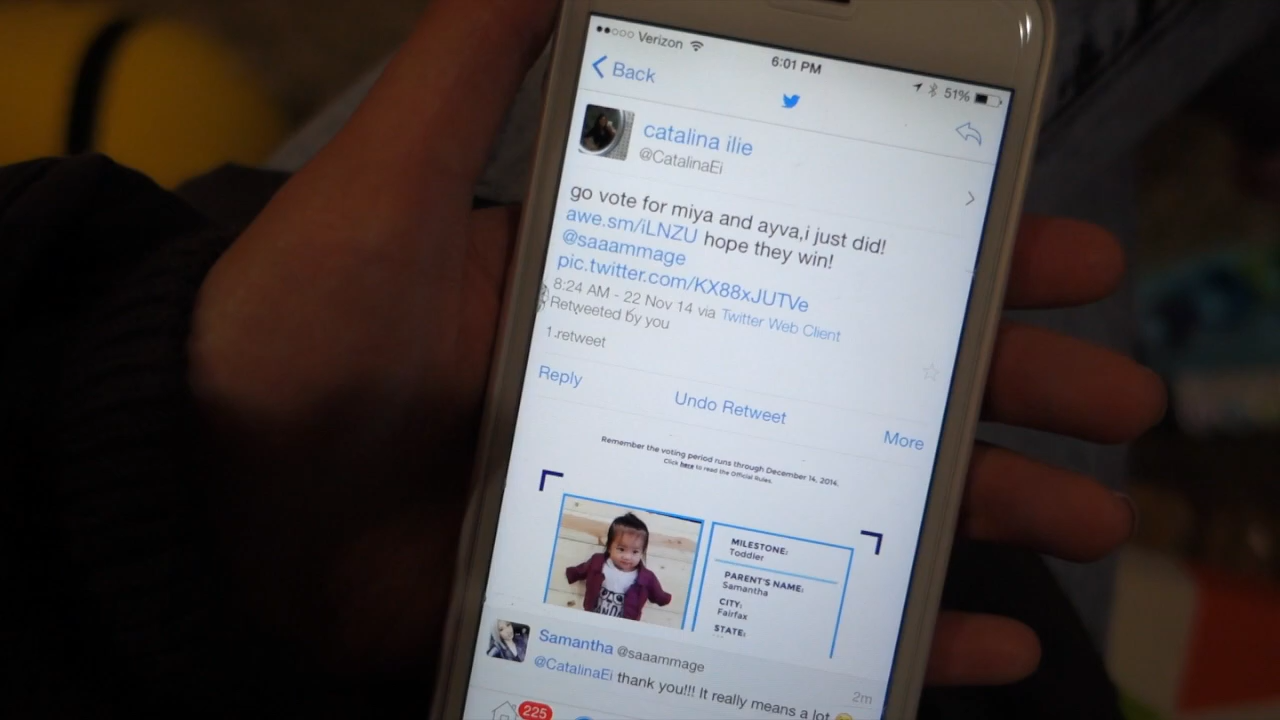 Verizon
6:01 PM
51%
Back
catalina ilie
@CatalinaEi
go vote for miya and ayva,i just did!
awe.sm/iLNZU hope they win!
@saaammage
pic.twitter.com/KX88xJUTVe
8:24 AM - 22 Nov 14 via Twitter Web Client
Retweeted by you
1 retweet
Reply
Undo Retweet
More
Remember the voting period runs through December 14, 2014.
Click here to read the Official Rules.
MILESTONE:
Toddler
PARENT'S NAME:
Samantha
CITY:
Fairfax
STATE:
Samantha @saaammage
2m
@CatalinaEi thank you!!! It really means a lot
225